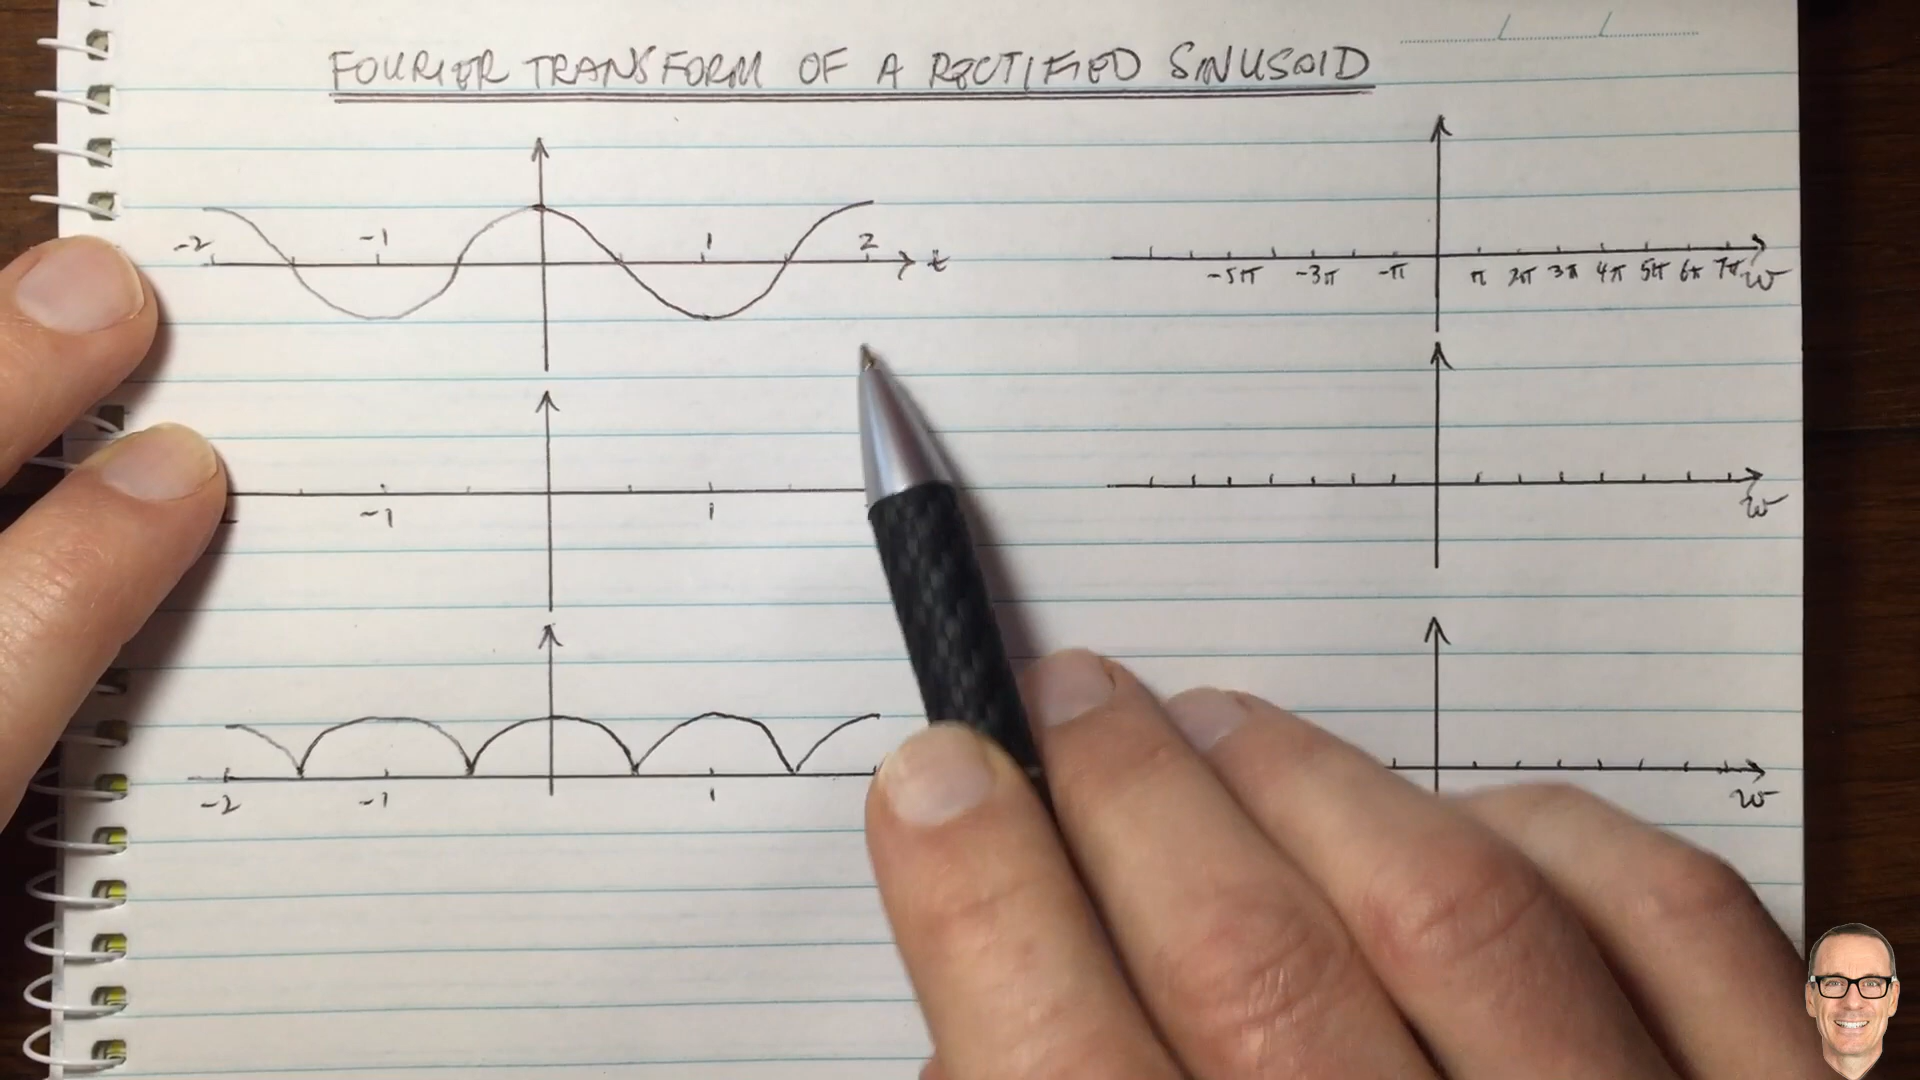 FOURIER TRANSFORM OF A RECTIFIED SINUSOID
-2 -1 1 2 t
-5π -3π -π π 2π 3π 4π 5π 6π 7π w
-1 1
w
-2 -1 1
w